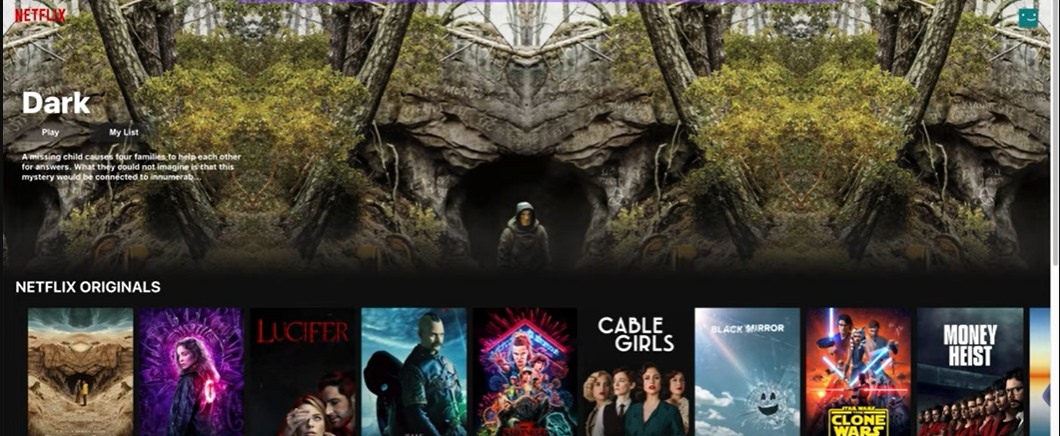 NETFLIX
Dark
Play
My List
A missing child causes four families to help each other
for answers. What they could not imagine is that this
mystery would be connected to innumerab...
NETFLIX ORIGINALS
LUCIFER
CABLE
GIRLS
BLACK MIRROR
STAR WARS
CLONE
WARS
MONEY
HEIST